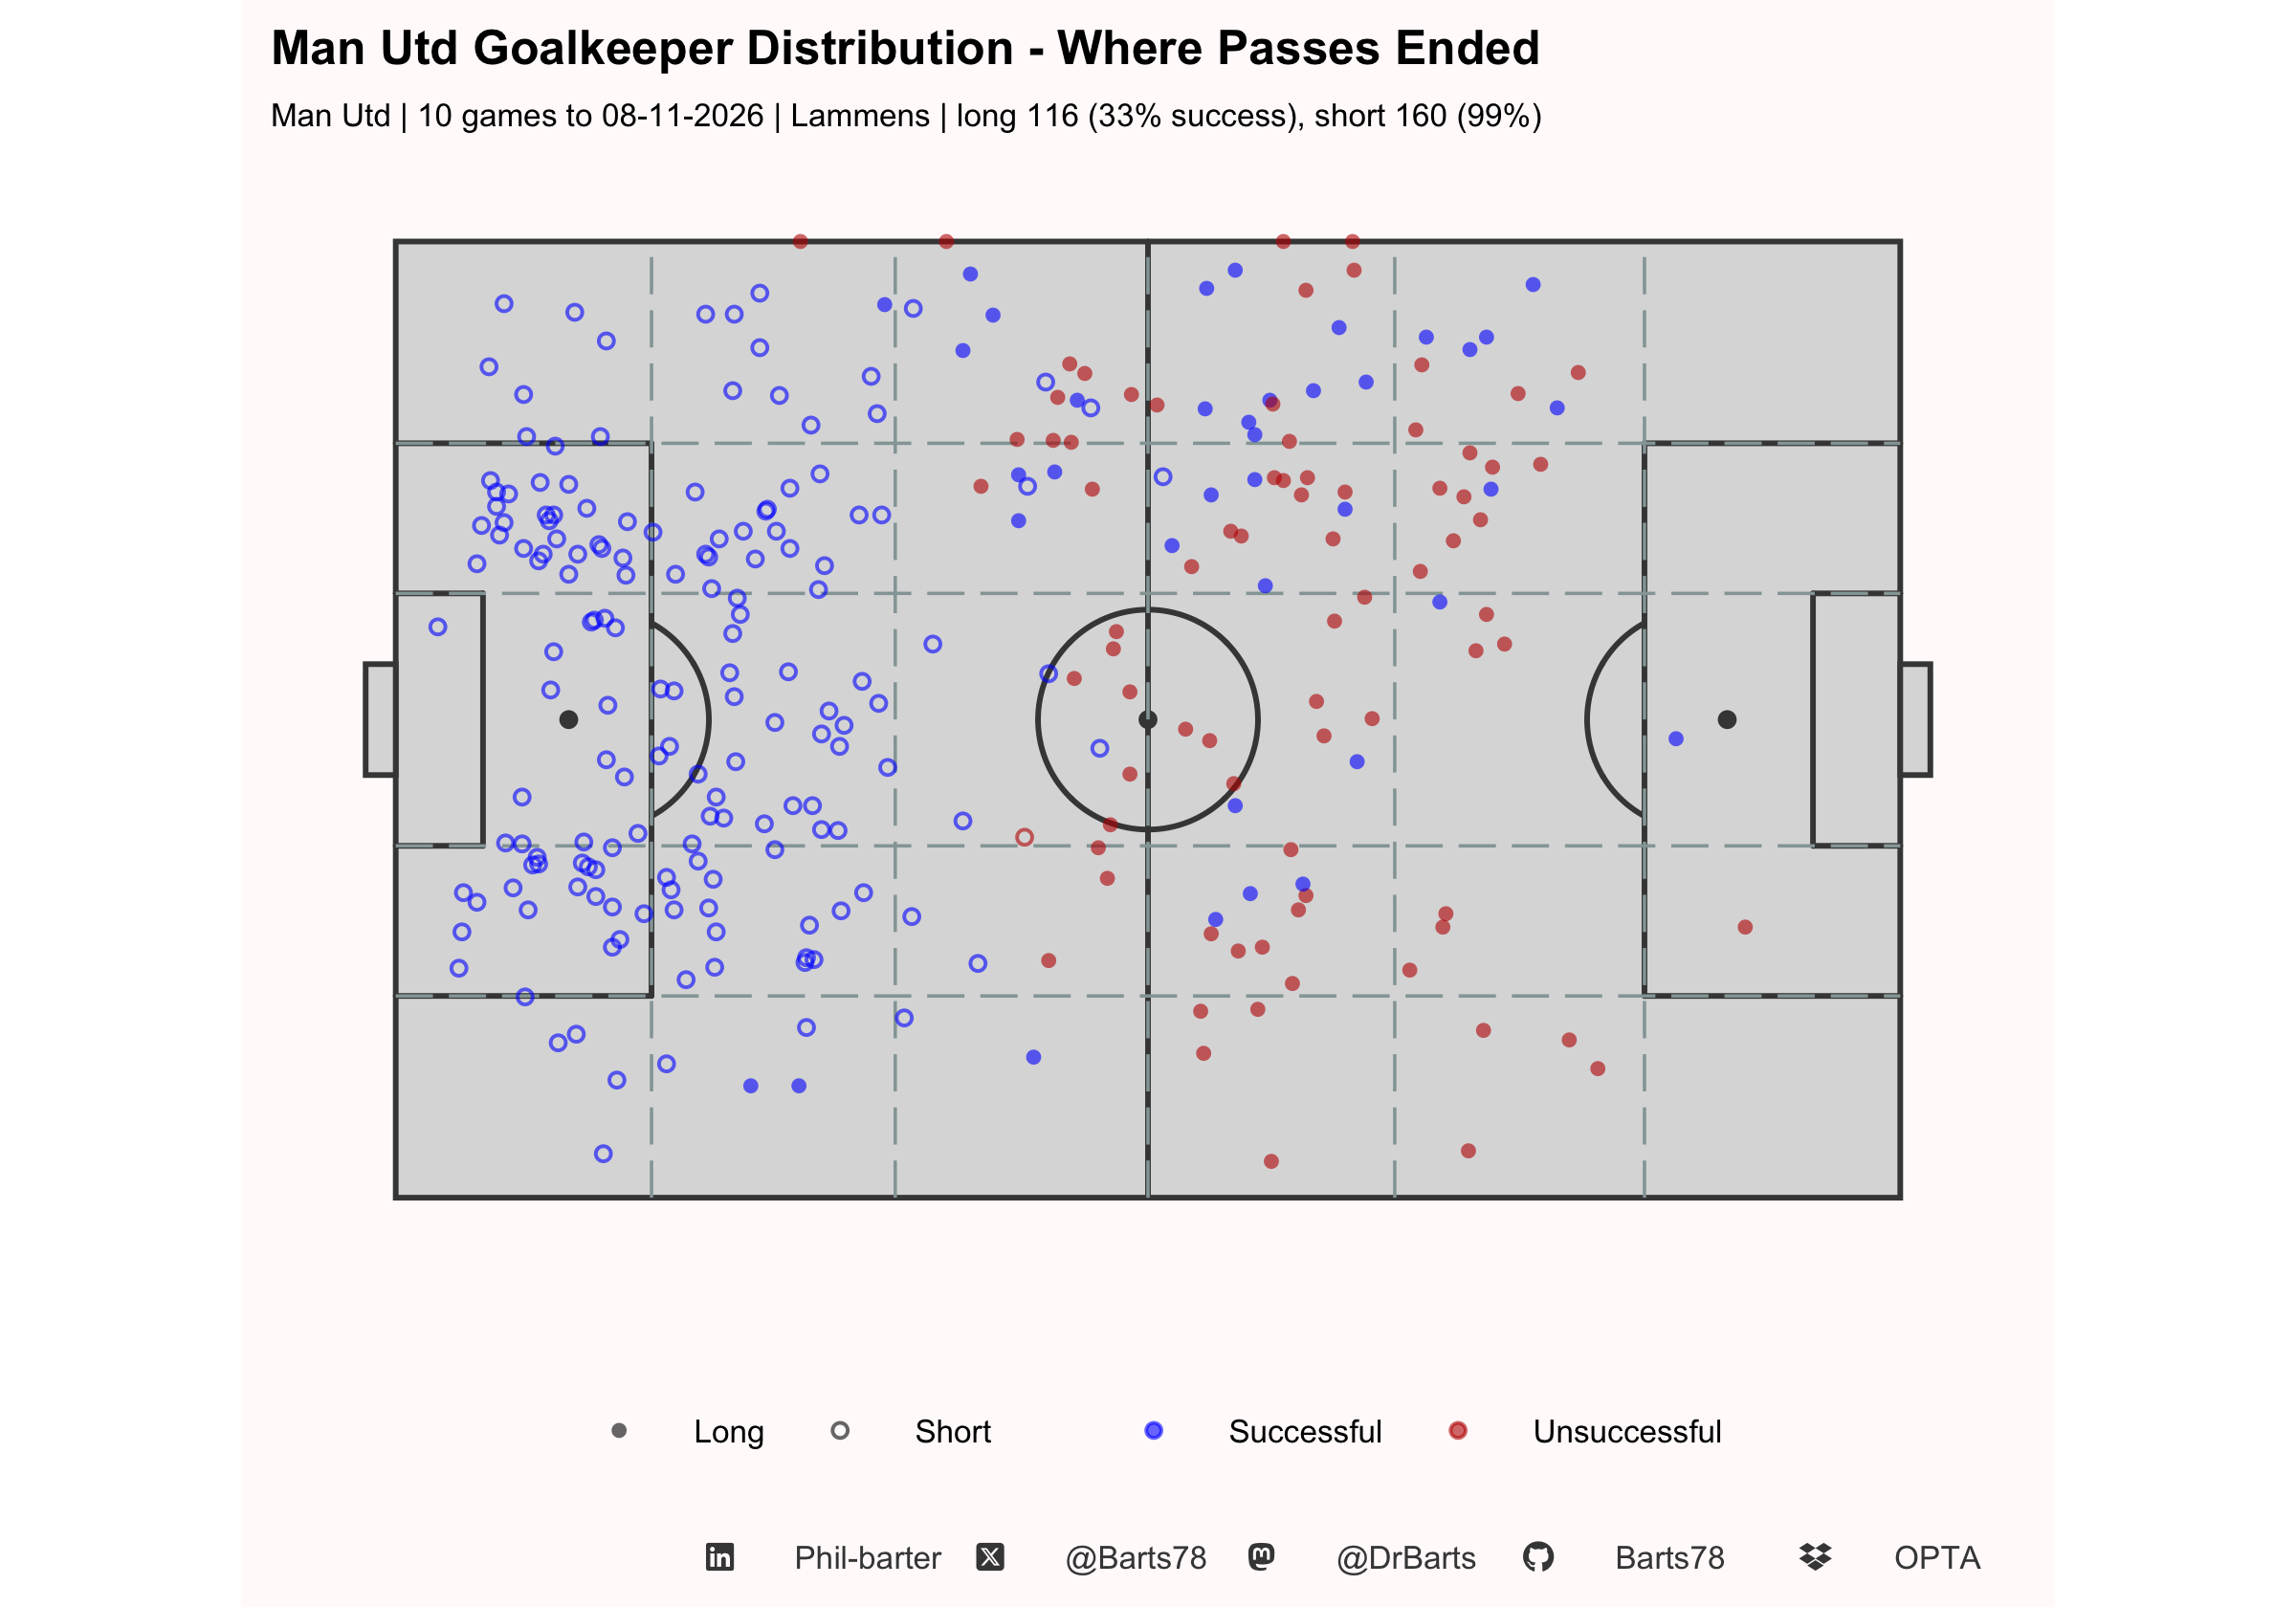 Man Utd Goalkeeper Distribution - Where Passes Ended
Man Utd | 10 games to 08-11-2026 | Lammens | long 116 (33% success), short 160 (99%)
Long Short Successful Unsuccessful
Phil-barter @Barts78 @DrBarts Barts78 OPTA